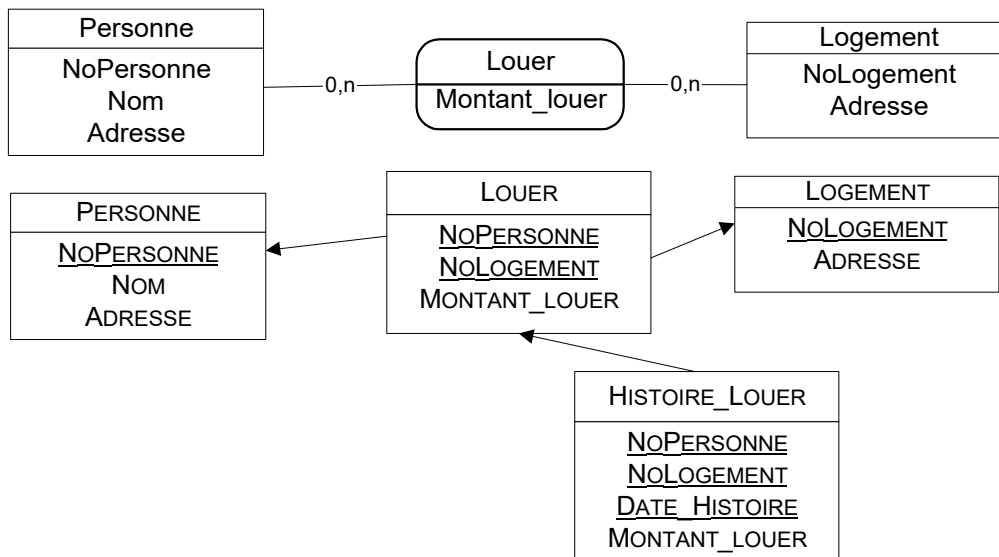 Personne
NoPersonne
Nom
Adresse
0,n
Louer
Montant_louer
0,n
Logement
NoLogement
Adresse
PERSONNE
NOPERSONNE
NOM
ADRESSE
LOUER
NOPERSONNE
NOLOGEMENT
MONTANT_LOUER
LOGEMENT
NOLOGEMENT
ADRESSE
HISTOIRE_LOUER
NOPERSONNE
NOLOGEMENT
DATE_HISTOIRE
MONTANT_LOUER